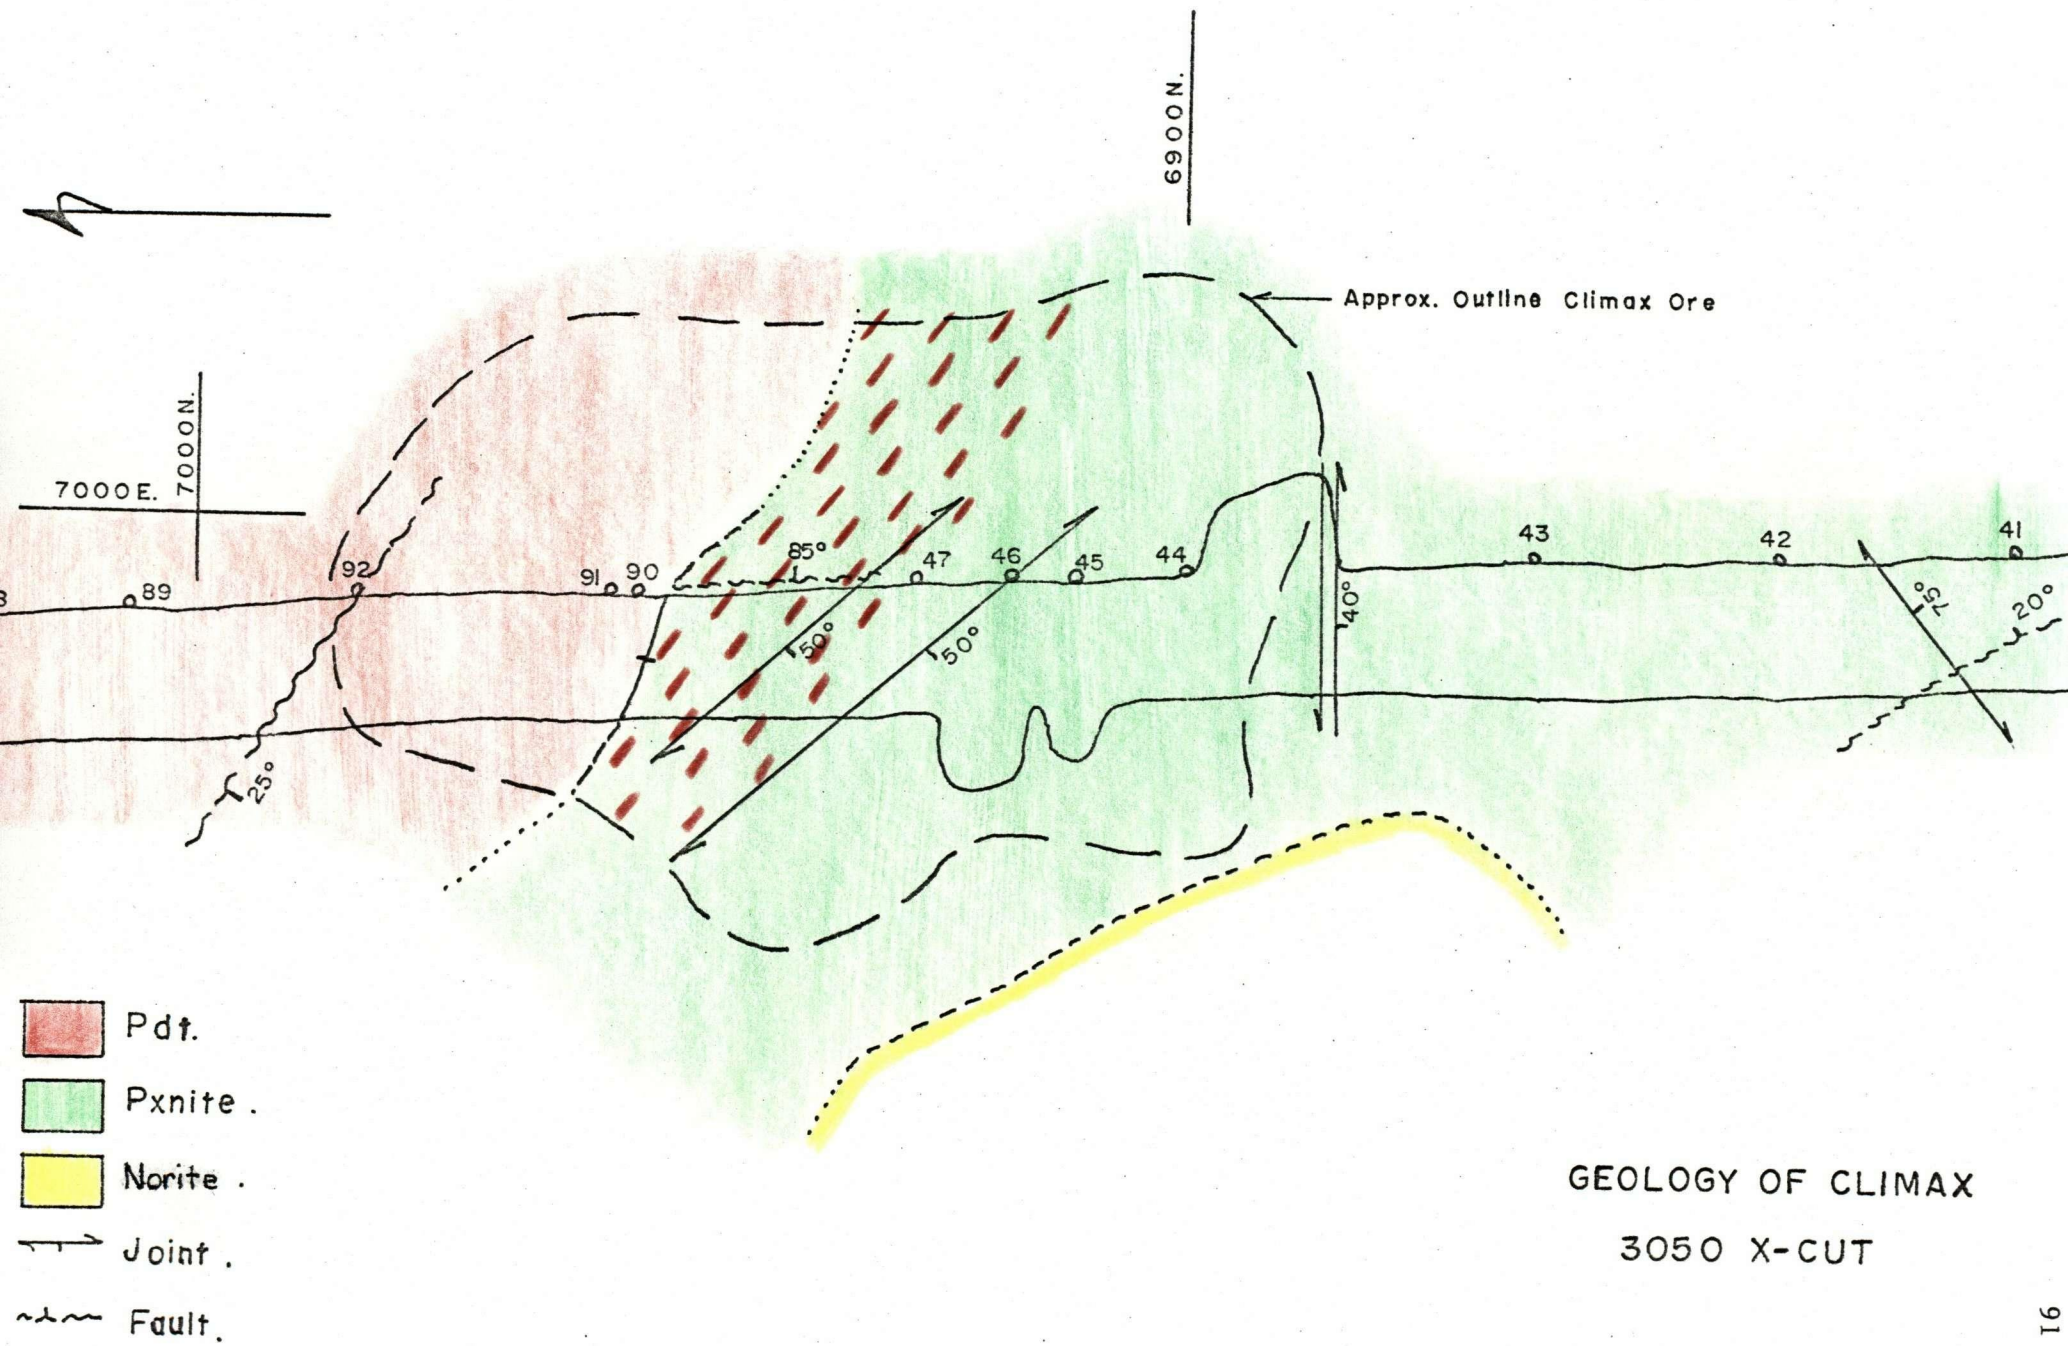 6900N.
Approx. Outline Climax Ore
7000N.
7000E.
43
42
41
92
91
90
85°
47
46
45
44
89
40°
75°
20°
50°
50°
25°
Pdt.
Pxnite.
Norite.
Joint.
Fault.
GEOLOGY OF CLIMAX
3050 X-CUT
91